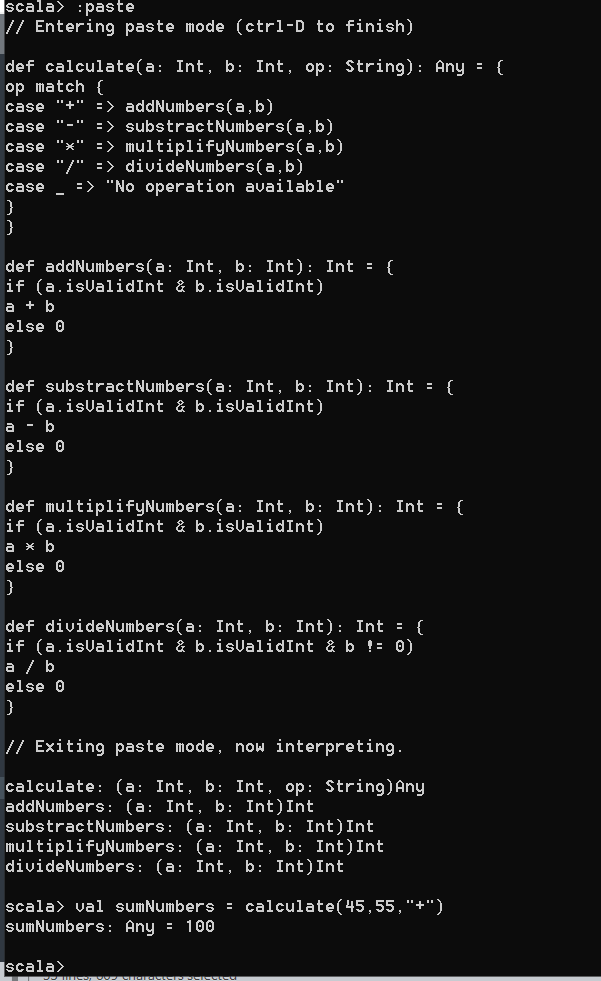 scala> :paste
// Entering paste mode (ctrl-D to finish)
def calculate(a: Int, b: Int, op: String): Any = {
op match {
case "+" => addNumbers(a,b)
case "-" => substractNumbers(a,b)
case "*" => multiplifyNumbers(a,b)
case "/" => divideNumbers(a,b)
case _ => "No operation available"
}
}
def addNumbers(a: Int, b: Int): Int = {
if (a.isValidInt & b.isValidInt)
a + b
else 0
}
def substractNumbers(a: Int, b: Int): Int = {
if (a.isValidInt & b.isValidInt)
a - b
else 0
}
def multiplifyNumbers(a: Int, b: Int): Int = {
if (a.isValidInt & b.isValidInt)
a * b
else 0
}
def divideNumbers(a: Int, b: Int): Int = {
if (a.isValidInt & b.isValidInt & b != 0)
a / b
else 0
}
// Exiting paste mode, now interpreting.
calculate: (a: Int, b: Int, op: String)Any
addNumbers: (a: Int, b: Int)Int
substractNumbers: (a: Int, b: Int)Int
multiplifyNumbers: (a: Int, b: Int)Int
divideNumbers: (a: Int, b: Int)Int
scala> val sumNumbers = calculate(45,55,"+")
sumNumbers: Any = 100
scala>
characters selected